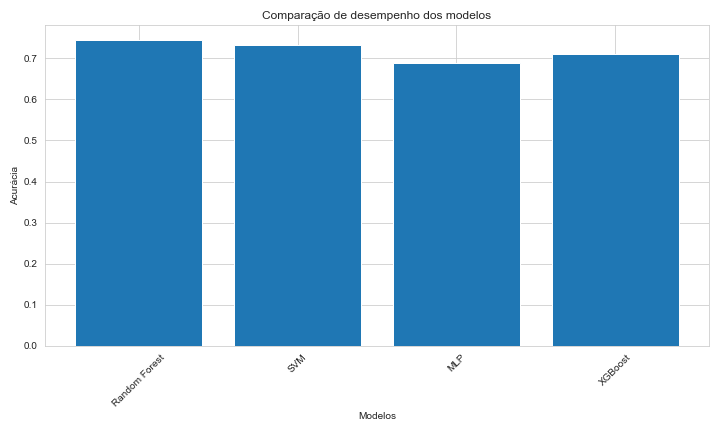 Comparação de desempenho dos modelos
Acurácia
0.7
0.6
0.5
0.4
0.3
0.2
0.1
0.0
Random Forest
SVM
MLP
XGBoost
Modelos